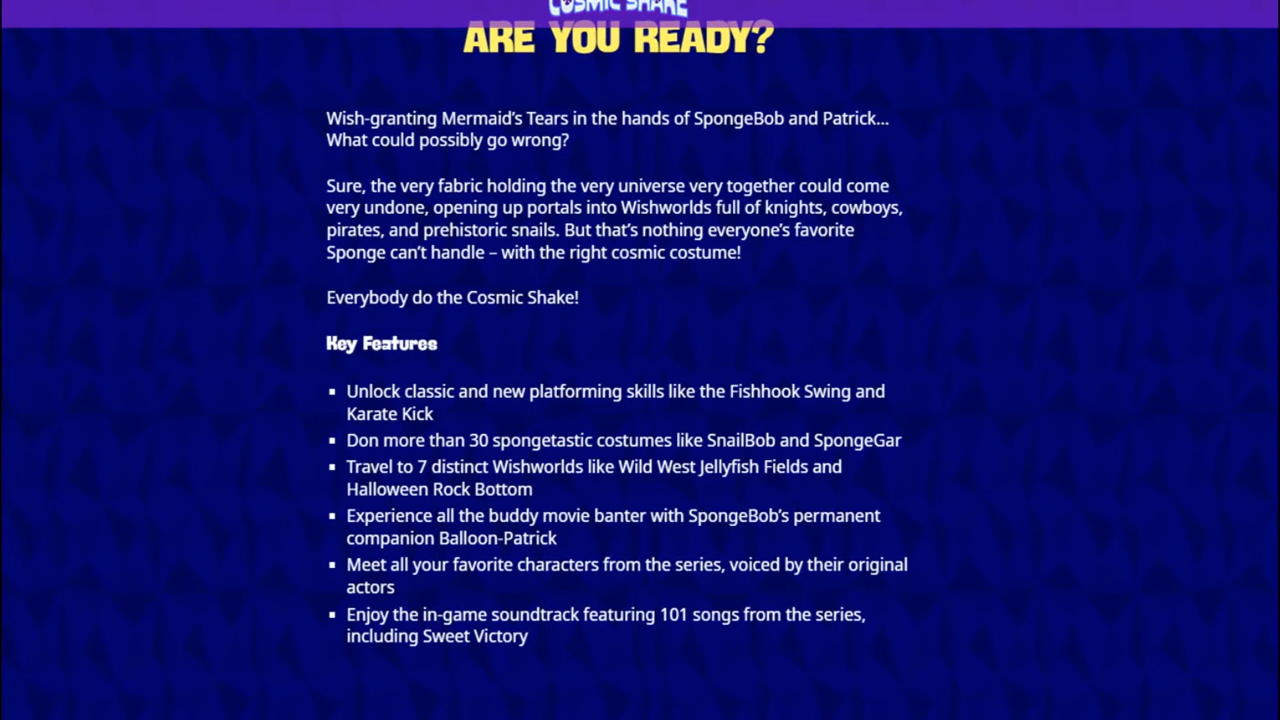 COSMIC SHAKE
ARE YOU READY?
Wish-granting Mermaid’s Tears in the hands of SpongeBob and Patrick...
What could possibly go wrong?
Sure, the very fabric holding the very universe very together could come
very undone, opening up portals into Wishworlds full of knights, cowboys,
pirates, and prehistoric snails. But that’s nothing everyone’s favorite
Sponge can’t handle – with the right cosmic costume!
Everybody do the Cosmic Shake!
Key Features
▪ Unlock classic and new platforming skills like the Fishhook Swing and
Karate Kick
▪ Don more than 30 spongetastic costumes like SnailBob and SpongeGar
▪ Travel to 7 distinct Wishworlds like Wild West Jellyfish Fields and
Halloween Rock Bottom
▪ Experience all the buddy movie banter with SpongeBob’s permanent
companion Balloon-Patrick
▪ Meet all your favorite characters from the series, voiced by their original
actors
▪ Enjoy the in-game soundtrack featuring 101 songs from the series,
including Sweet Victory